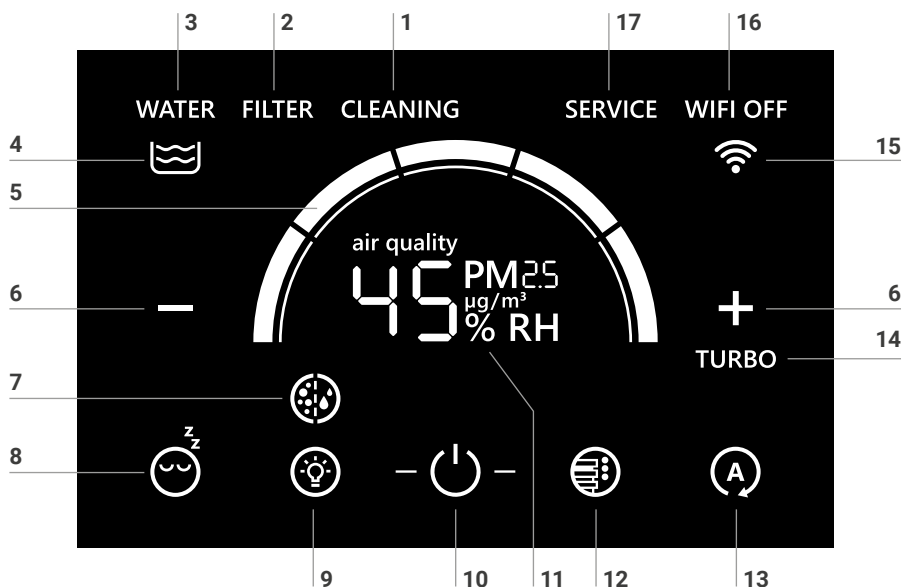 3 2 1 17 16
WATER FILTER CLEANING SERVICE WIFI OFF
4 15
5
air quality
45 PM2.5
µg/m³
% RH
6 6
TURBO 14
7
8 z z
A
9 10 11 12 13